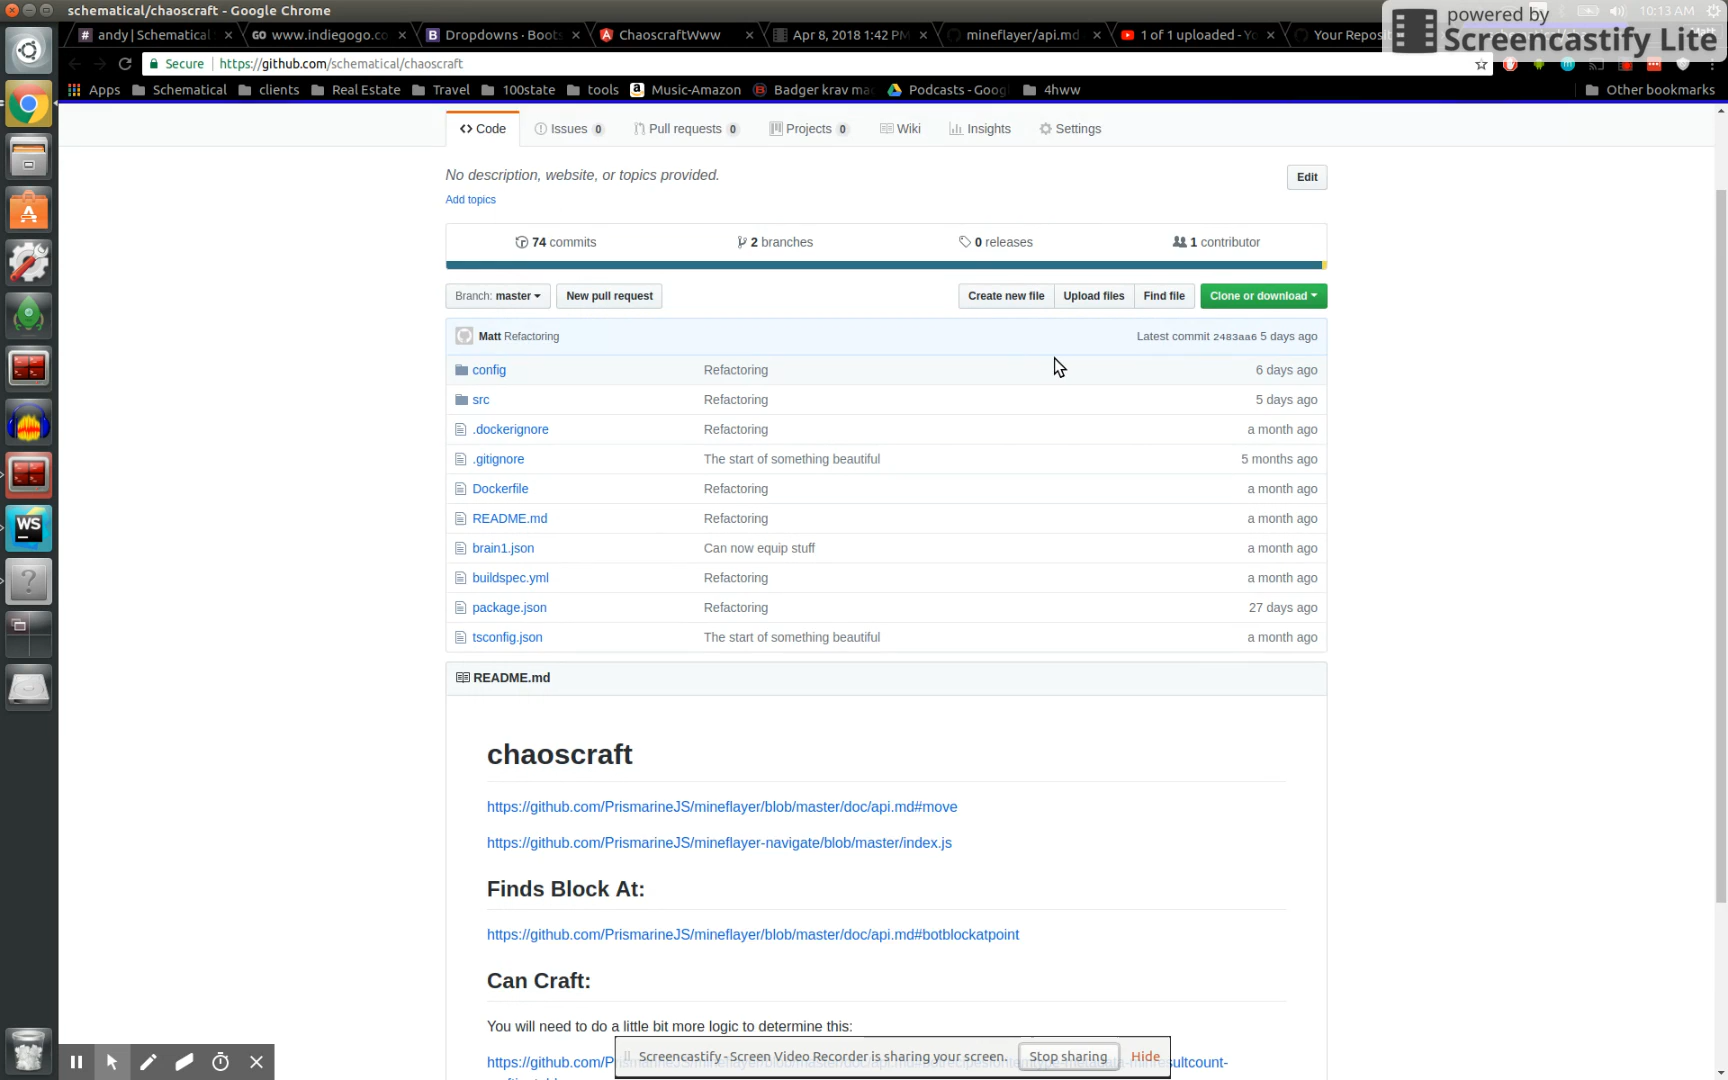 schematical/chaoscraft - Google Chrome
10:13 AM
powered by
Screencastify Lite
# andy | Schematical
GO www.indiegogo.co
B Dropdowns · Boots
ChaoscraftWww
Apr 8, 2018 1:42 PM
mineflayer/api.md
1 of 1 uploaded - Yo
Your Reposi
Secure
https://github.com/schematical/chaoscraft
Apps
Schematical
clients
Real Estate
Travel
100state
tools
Music-Amazon
Badger krav ma
Podcasts - Goog
4hww
Other bookmarks
<> Code
Issues 0
Pull requests 0
Projects 0
Wiki
Insights
Settings
No description, website, or topics provided.
Edit
Add topics
74 commits
2 branches
0 releases
1 contributor
Branch: master
New pull request
Create new file
Upload files
Find file
Clone or download
Matt Refactoring
Latest commit 2483aa6 5 days ago
config Refactoring 6 days ago
src Refactoring 5 days ago
.dockerignore Refactoring a month ago
.gitignore The start of something beautiful 5 months ago
Dockerfile Refactoring a month ago
README.md Refactoring a month ago
brain1.json Can now equip stuff a month ago
buildspec.yml Refactoring a month ago
package.json Refactoring 27 days ago
tsconfig.json The start of something beautiful a month ago
README.md
chaoscraft
https://github.com/PrismarineJS/mineflayer/blob/master/doc/api.md#move
https://github.com/PrismarineJS/mineflayer-navigate/blob/master/index.js
Finds Block At:
https://github.com/PrismarineJS/mineflayer/blob/master/doc/api.md#botblockatpoint
Can Craft:
You will need to do a little bit more logic to determine this:
Screencastify - Screen Video Recorder is sharing your screen.
Stop sharing
Hide
https://github.com/P
resultcount-
WS